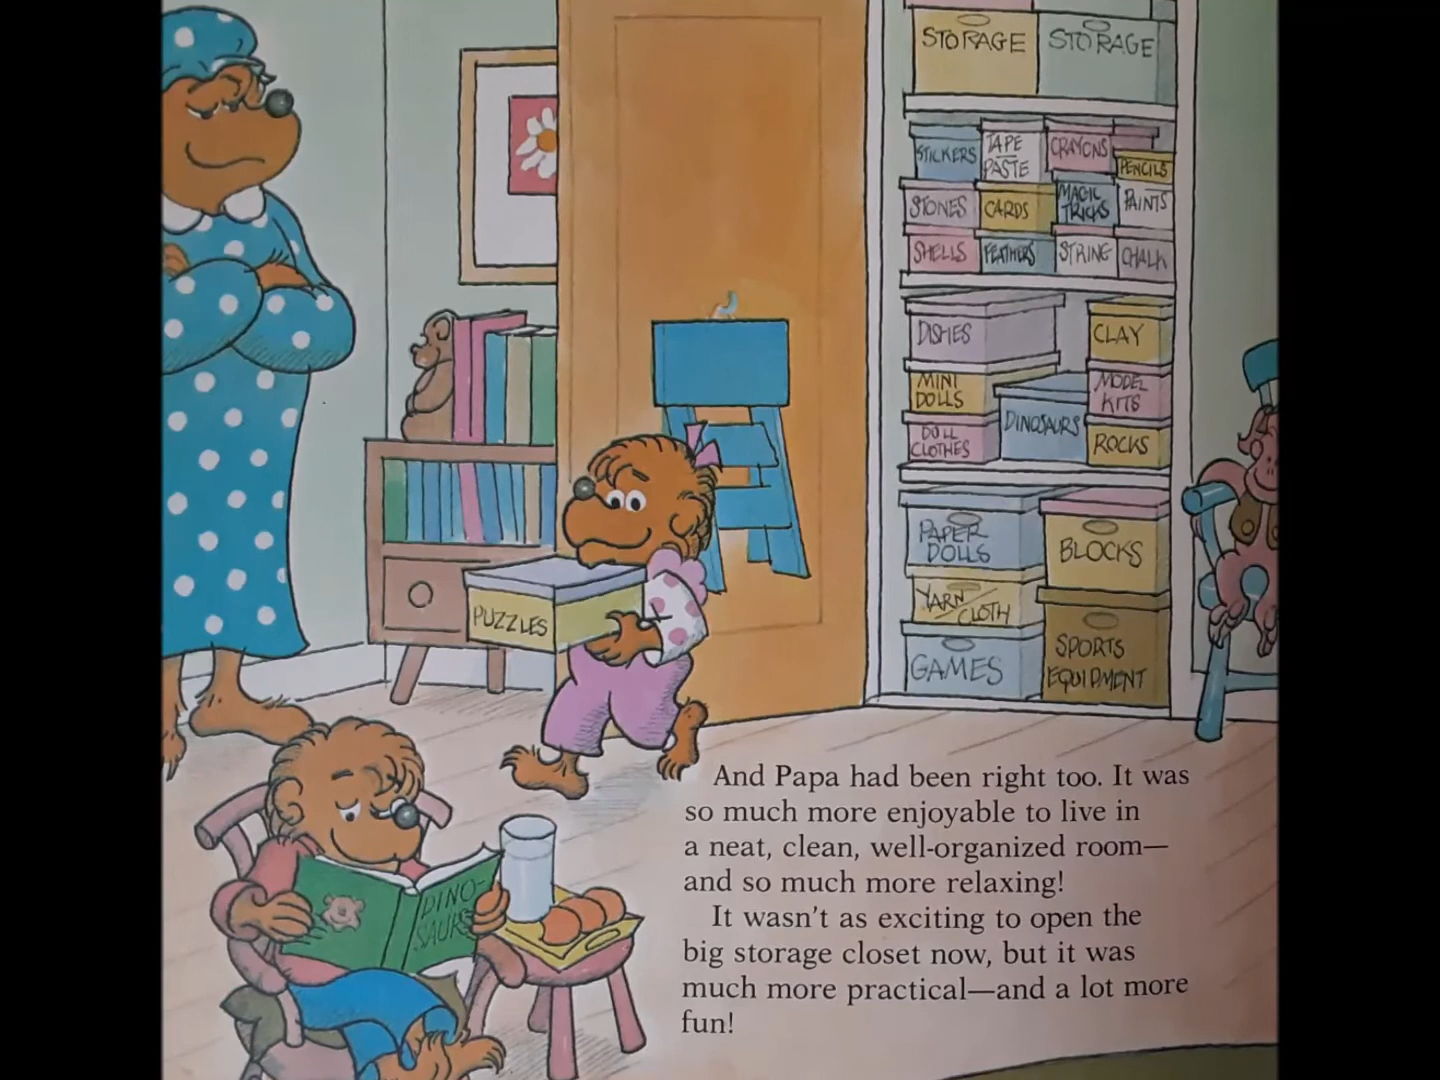 STORAGE STORAGE
STICKERS TAPE PASTE CRAYONS PENCILS
STONES CARDS MAGIC TRICKS PAINTS
SHELLS FEATHERS STRING CHALK
DISHES CLAY
MINI DOLLS DINOSAURS MODEL KITS
DOLL CLOTHES ROCKS
PAPER DOLLS BLOCKS
YARN/CLOTH
GAMES SPORTS EQUIPMENT
PUZZLES
DINO-
SAURS
And Papa had been right too. It was
so much more enjoyable to live in
a neat, clean, well-organized room—
and so much more relaxing!
It wasn't as exciting to open the
big storage closet now, but it was
much more practical—and a lot more
fun!